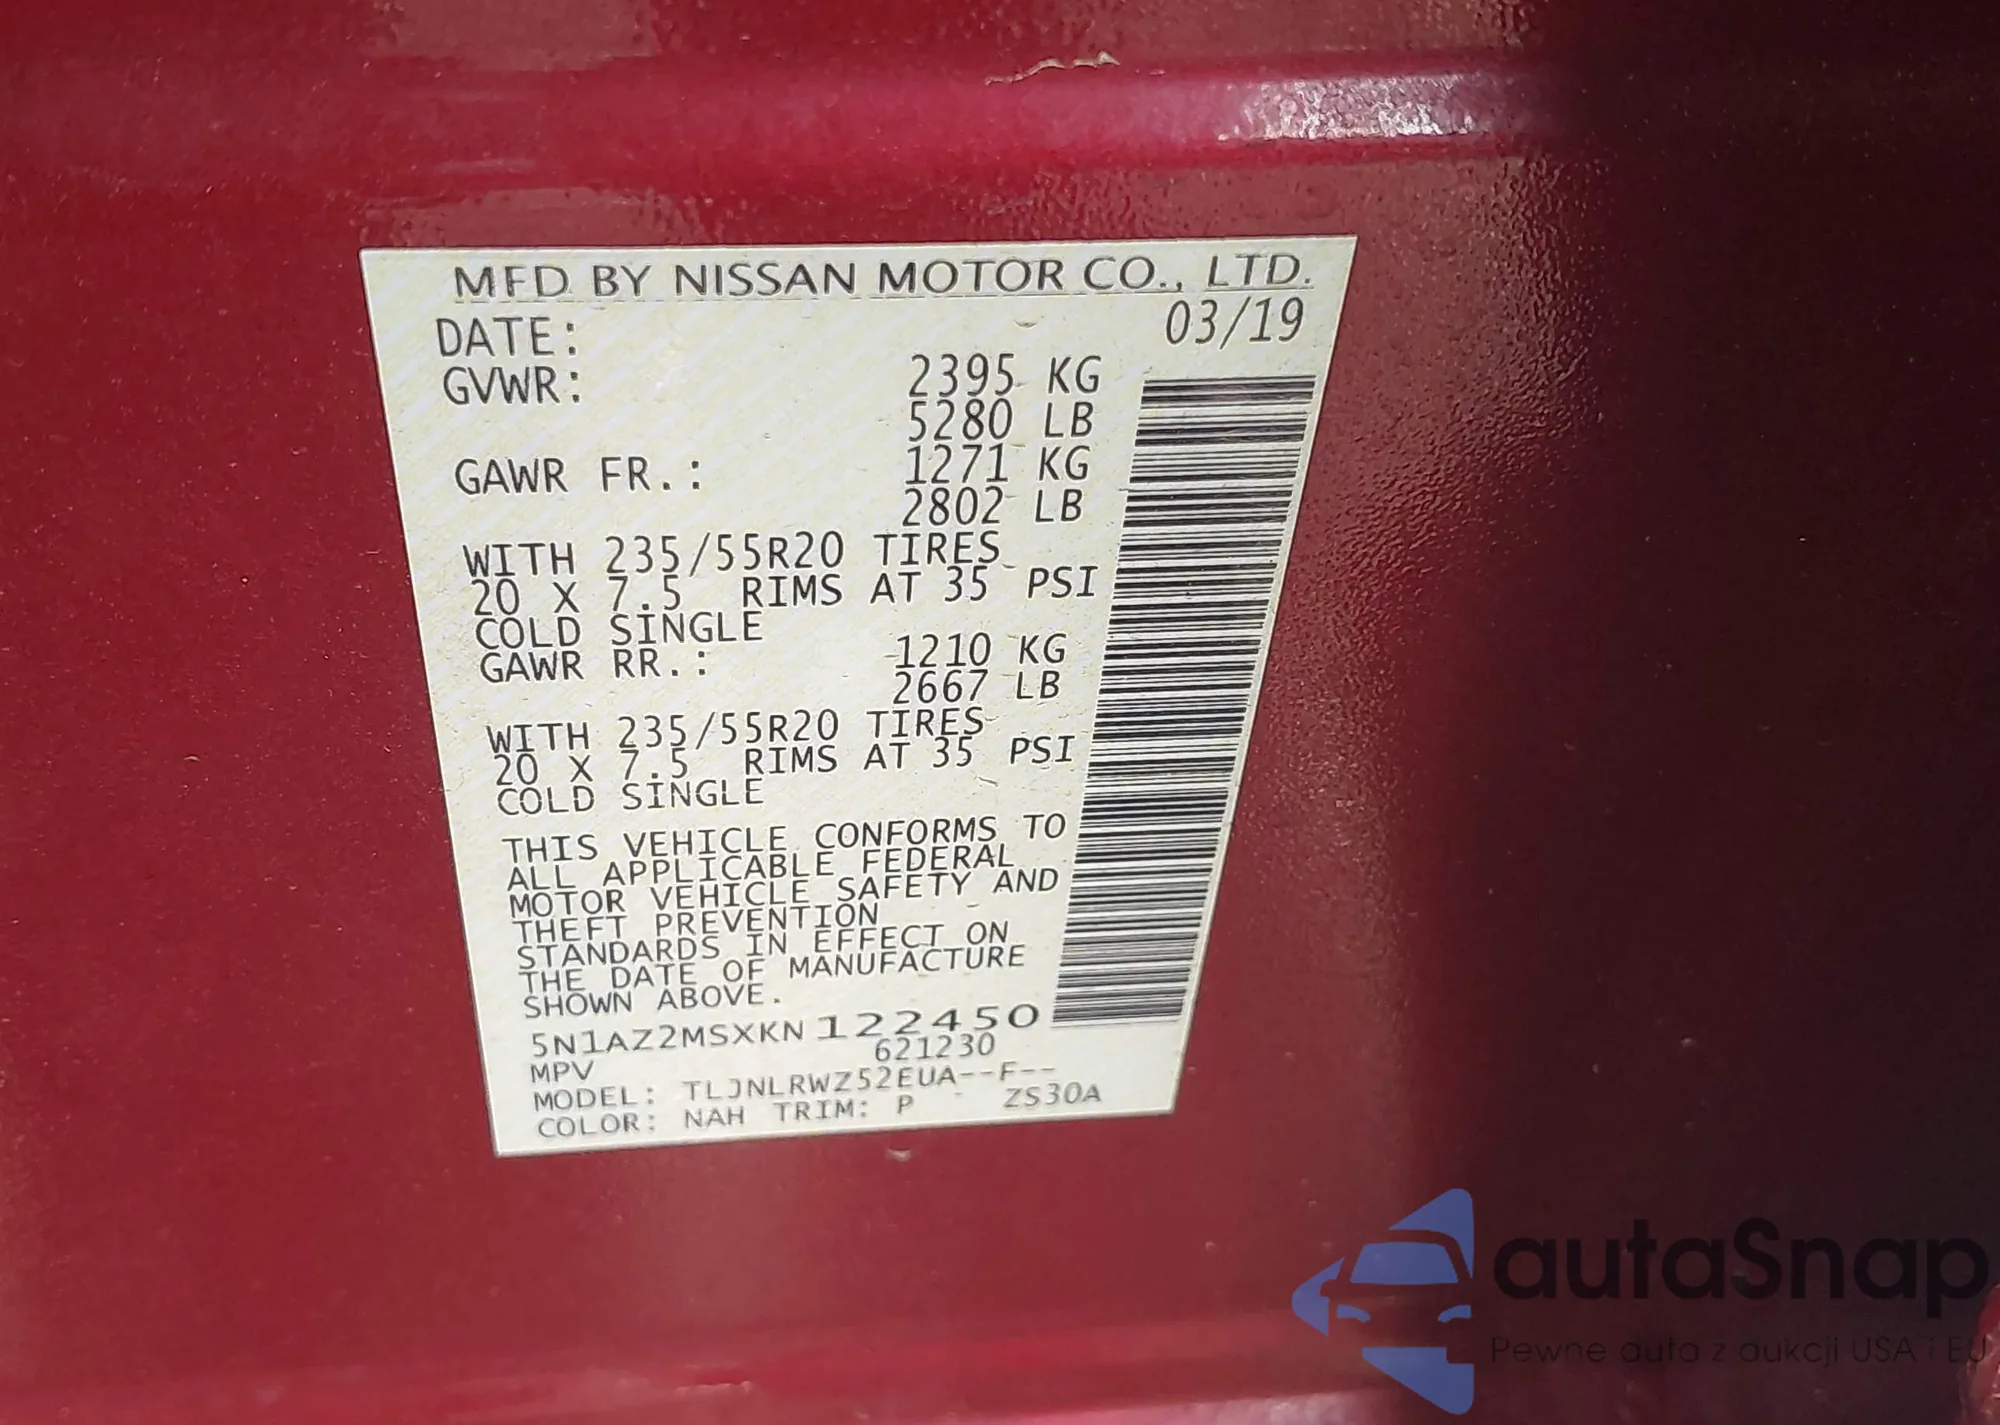 MFD BY NISSAN MOTOR CO., LTD.
DATE: 03/19
GVWR: 2395 KG
5280 LB
GAWR FR.: 1271 KG
2802 LB
WITH 235/55R20 TIRES
20 X 7.5 RIMS AT 35 PSI
COLD SINGLE
GAWR RR.: 1210 KG
2667 LB
WITH 235/55R20 TIRES
20 X 7.5 RIMS AT 35 PSI
COLD SINGLE
THIS VEHICLE CONFORMS TO
ALL APPLICABLE FEDERAL
MOTOR VEHICLE SAFETY AND
THEFT PREVENTION
STANDARDS IN EFFECT ON
THE DATE OF MANUFACTURE
SHOWN ABOVE.
5N1AZ2MSXKN122450
MPV 621230
MODEL: TLJNLRWZ52EUA--F--
COLOR: NAH TRIM: P ZS30A
autaSnap
Pewne auta z aukcji USA i EU